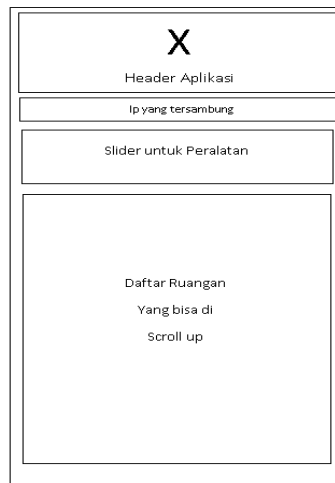 X
Header Aplikasi
Ip yang tersambung
Slider untuk Peralatan
Daftar Ruangan
Yang bisa di
Scroll up